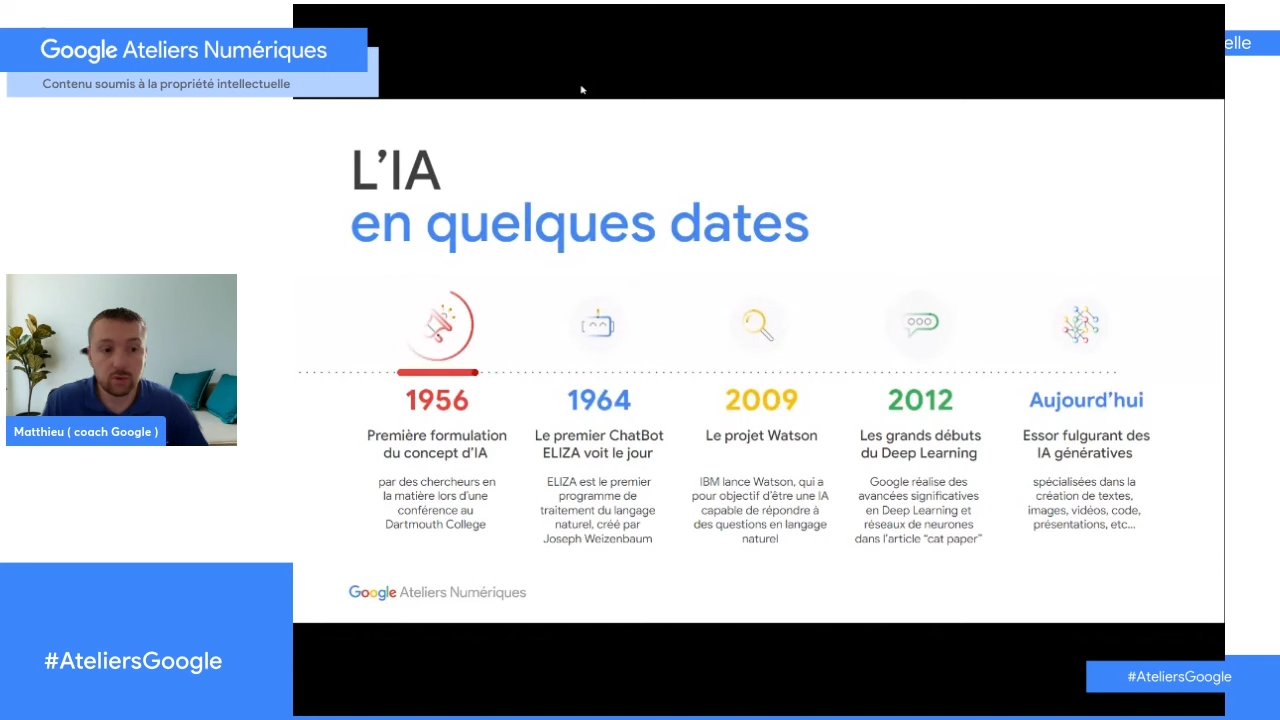 Google Ateliers Numériques
Contenu soumis à la propriété intellectuelle
elle
L'IA
en quelques dates
1956
Première formulation
du concept d'IA
par des chercheurs en
la matière lors d'une
conférence au
Dartmouth College
1964
Le premier ChatBot
ELIZA voit le jour
ELIZA est le premier
programme de
traitement du langage
naturel, créé par
Joseph Weizenbaum
2009
Le projet Watson
IBM lance Watson, qui a
pour objectif d'être une IA
capable de répondre à
des questions en langage
naturel
2012
Les grands débuts
du Deep Learning
Google réalise des
avancées significatives
en Deep Learning et
réseaux de neurones
dans l'article "cat paper"
Aujourd'hui
Essor fulgurant des
IA génératives
spécialisées dans la
création de textes,
images, vidéos, code,
présentations, etc...
Matthieu ( coach Google )
Google Ateliers Numériques
#AteliersGoogle
#AteliersGoogle